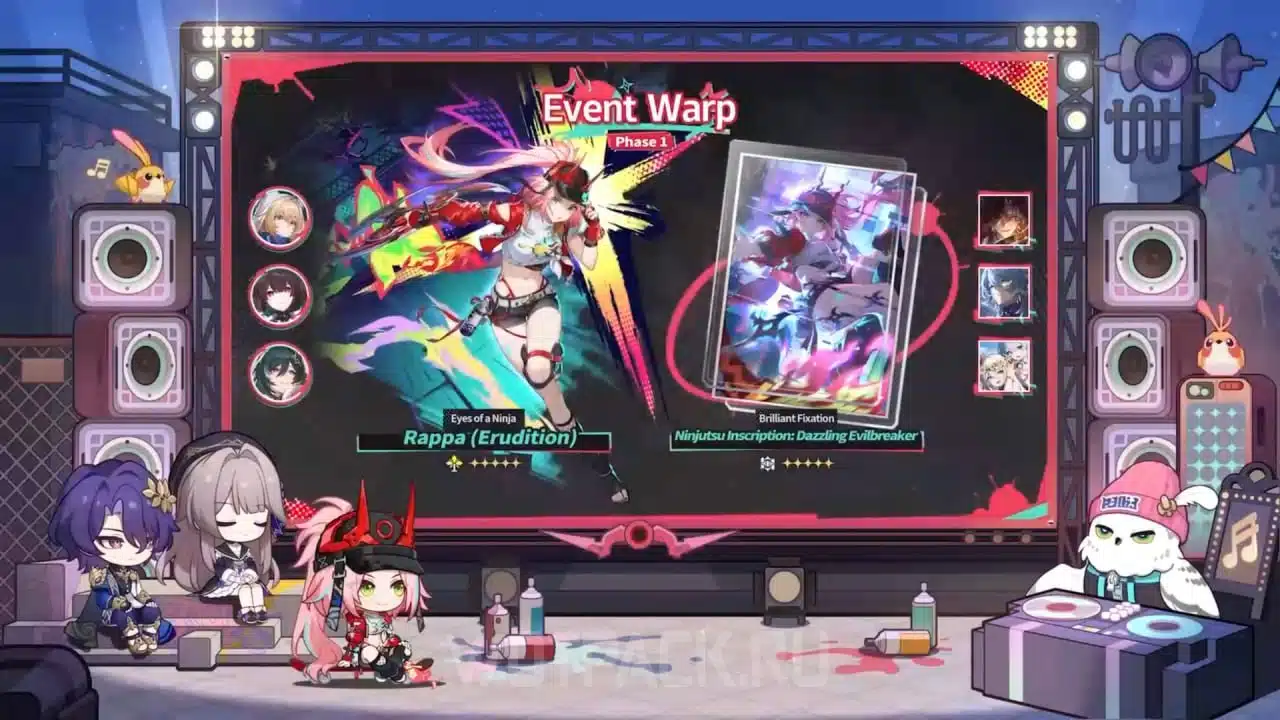 Event Warp
Phase 1
Eyes of a Ninja
Rappa (Erudition)
Brilliant Fixation
Ninjutsu Inscription: Dazzling Evilbreaker